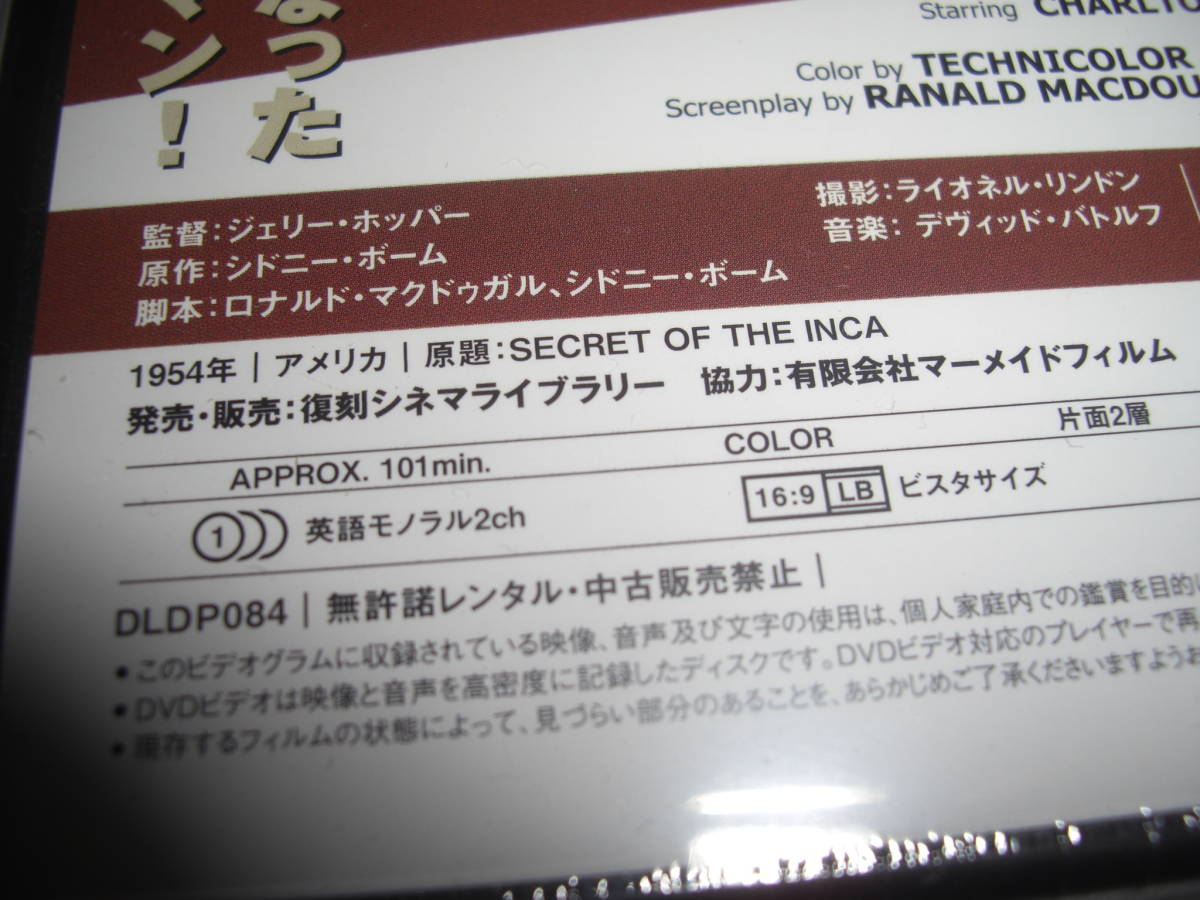 なった
マン!
Starring CHARLTO
Color by TECHNICOLOR
Screenplay by RANALD MACDOU
監督:ジェリー・ホッパー
原作:シドニー・ボーム
脚本:ロナルド・マクドゥガル、シドニー・ボーム
撮影:ライオネル・リンドン
音楽: デヴィッド・バトルフ
1954年 | アメリカ | 原題:SECRET OF THE INCA
発売・販売:復刻シネマライブラリー 協力:有限会社マーメイドフィルム
APPROX. 101min. COLOR 片面2層
1 英語モノラル2ch 16:9 LB ビスタサイズ
DLDP084 | 無許諾レンタル・中古販売禁止 |
• このビデオグラムに収録されている映像、音声及び文字の使用は、個人家庭内での鑑賞を目的に
• DVDビデオは映像と音声を高密度に記録したディスクです。DVDビデオ対応のプレイヤーで再
• 現存するフィルムの状態によって、見づらい部分のあることを、あらかじめご了承くださいますようお